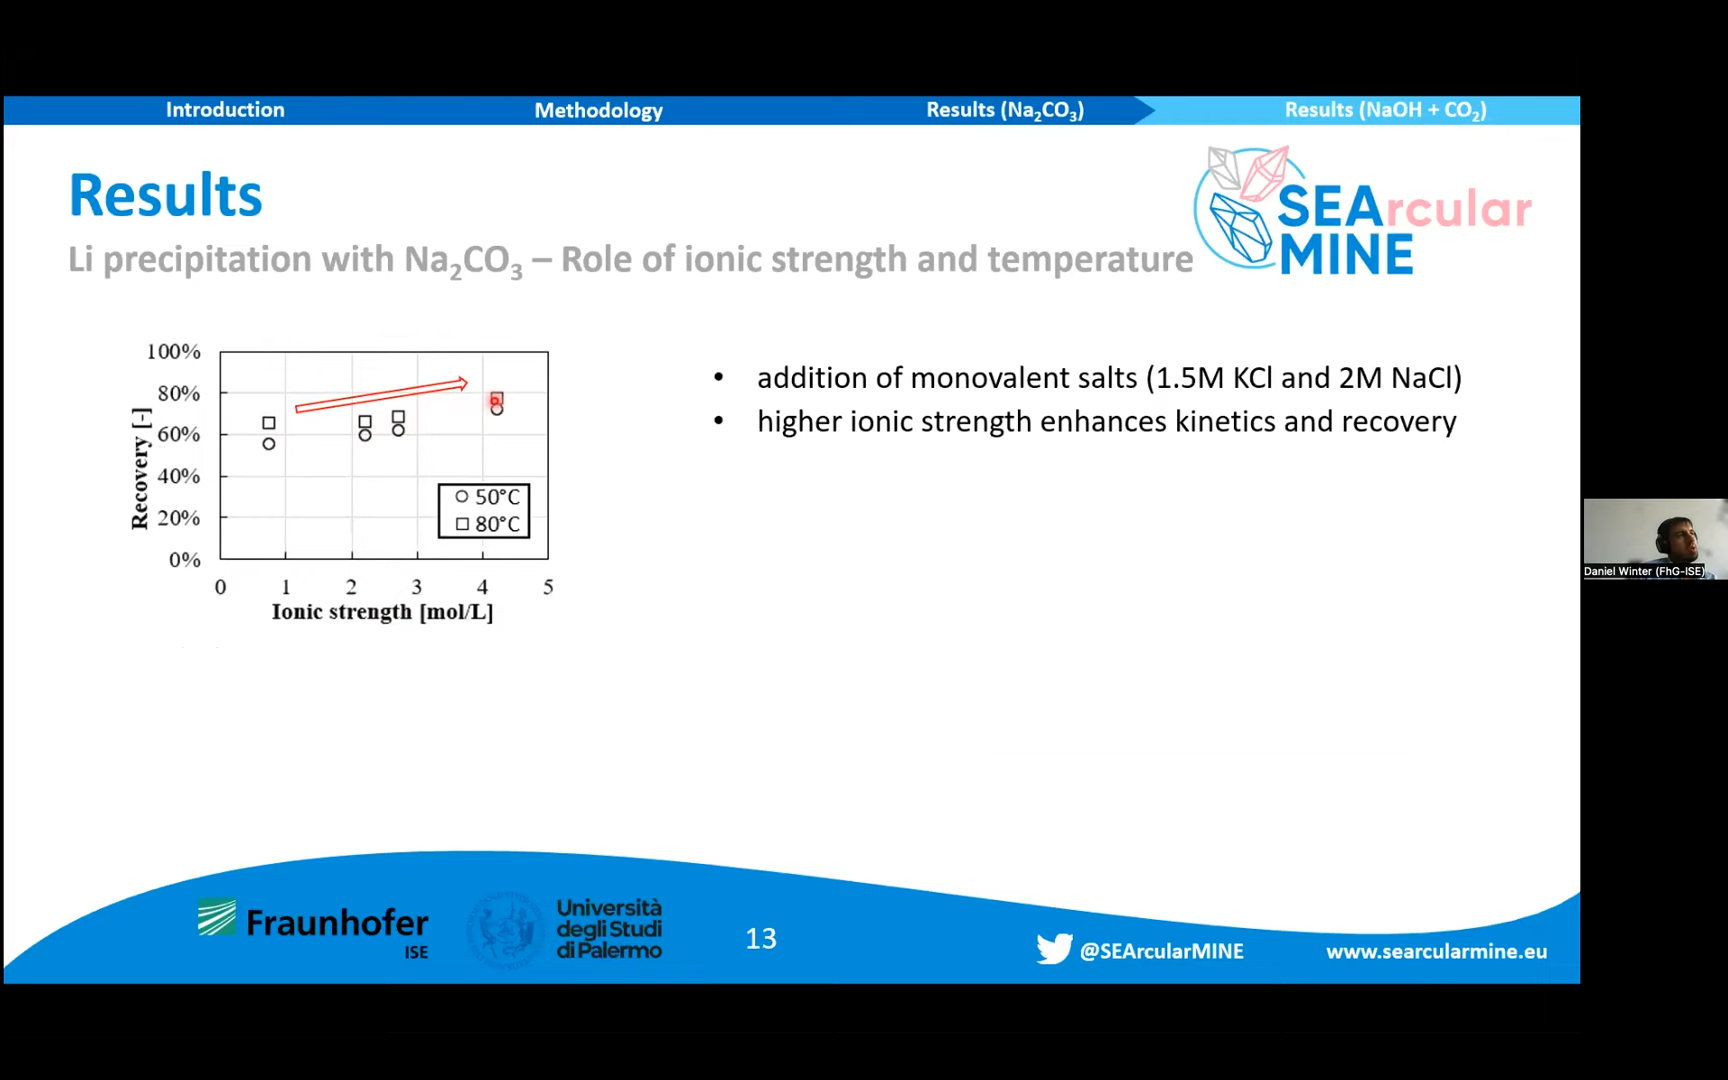 Introduction
Methodology
Results (Na₂CO₃)
Results (NaOH + CO₂)
Results
Li precipitation with Na₂CO₃ – Role of ionic strength and temperature
SEArcular
MINE
100%
80%
60%
40%
20%
0%
Recovery [-]
50°C
80°C
0 1 2 3 4 5
Ionic strength [mol/L]
• addition of monovalent salts (1.5M KCl and 2M NaCl)
• higher ionic strength enhances kinetics and recovery
Daniel Winter (FhG-ISE)
Fraunhofer
ISE
Università
degli Studi
di Palermo
13
@SEArcularMINE
www.searcularmine.eu